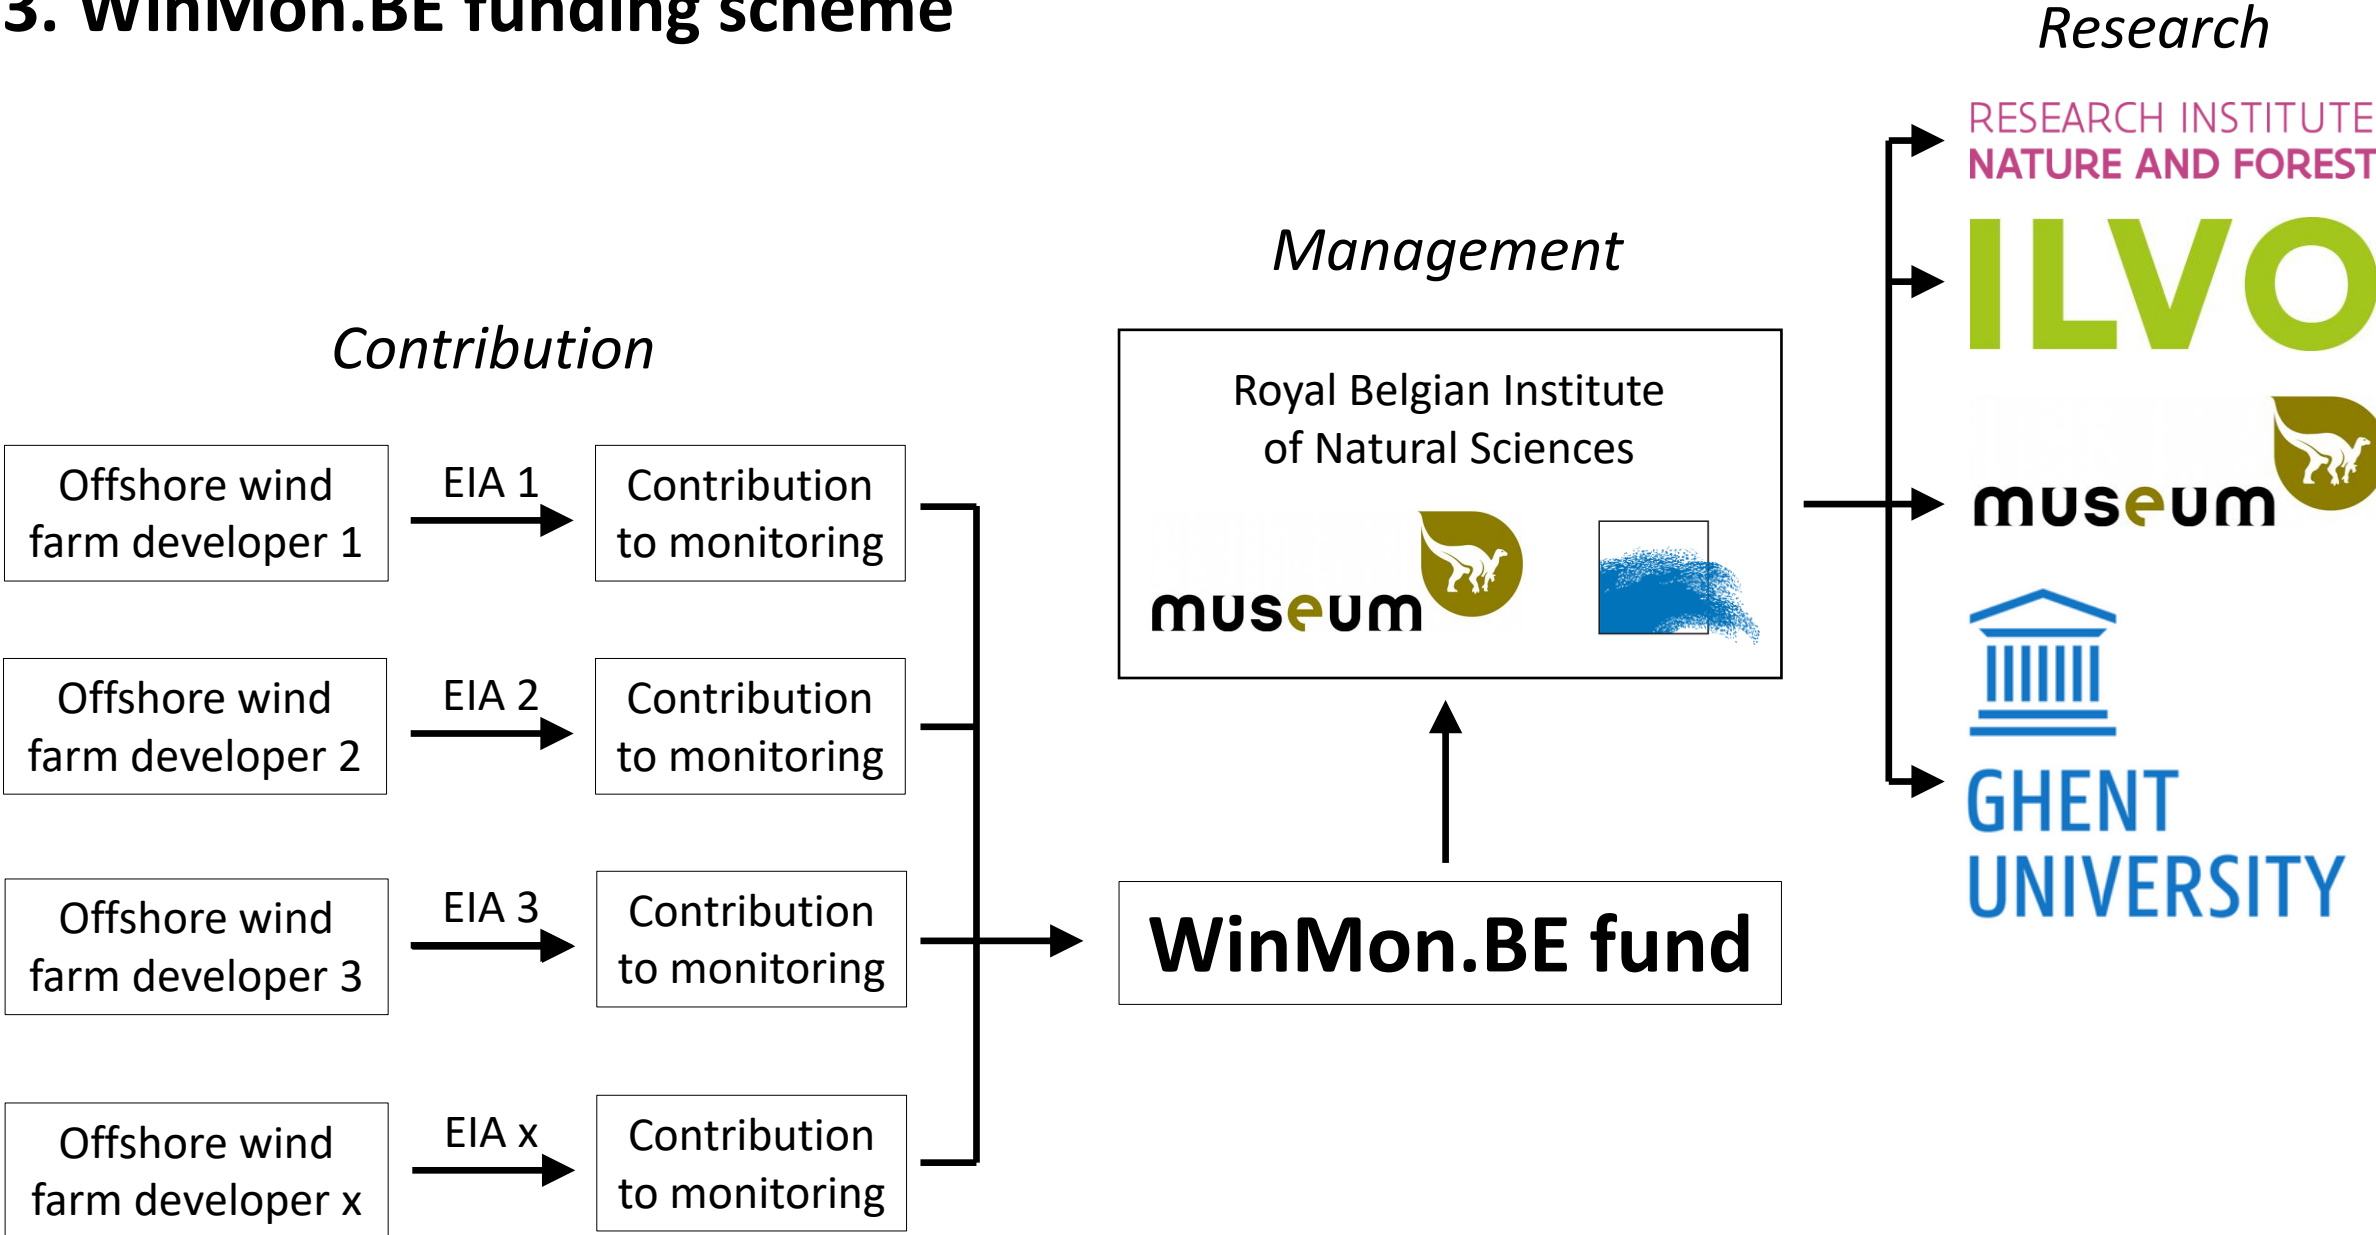 3. WinMon.BE funding scheme
Contribution
Offshore wind
farm developer 1
EIA 1
Contribution
to monitoring
Offshore wind
farm developer 2
EIA 2
Contribution
to monitoring
Offshore wind
farm developer 3
EIA 3
Contribution
to monitoring
Offshore wind
farm developer x
EIA x
Contribution
to monitoring
Management
Royal Belgian Institute
of Natural Sciences
museum
WinMon.BE fund
Research
RESEARCH INSTITUTE
NATURE AND FOREST
ILVO
museum
GHENT
UNIVERSITY